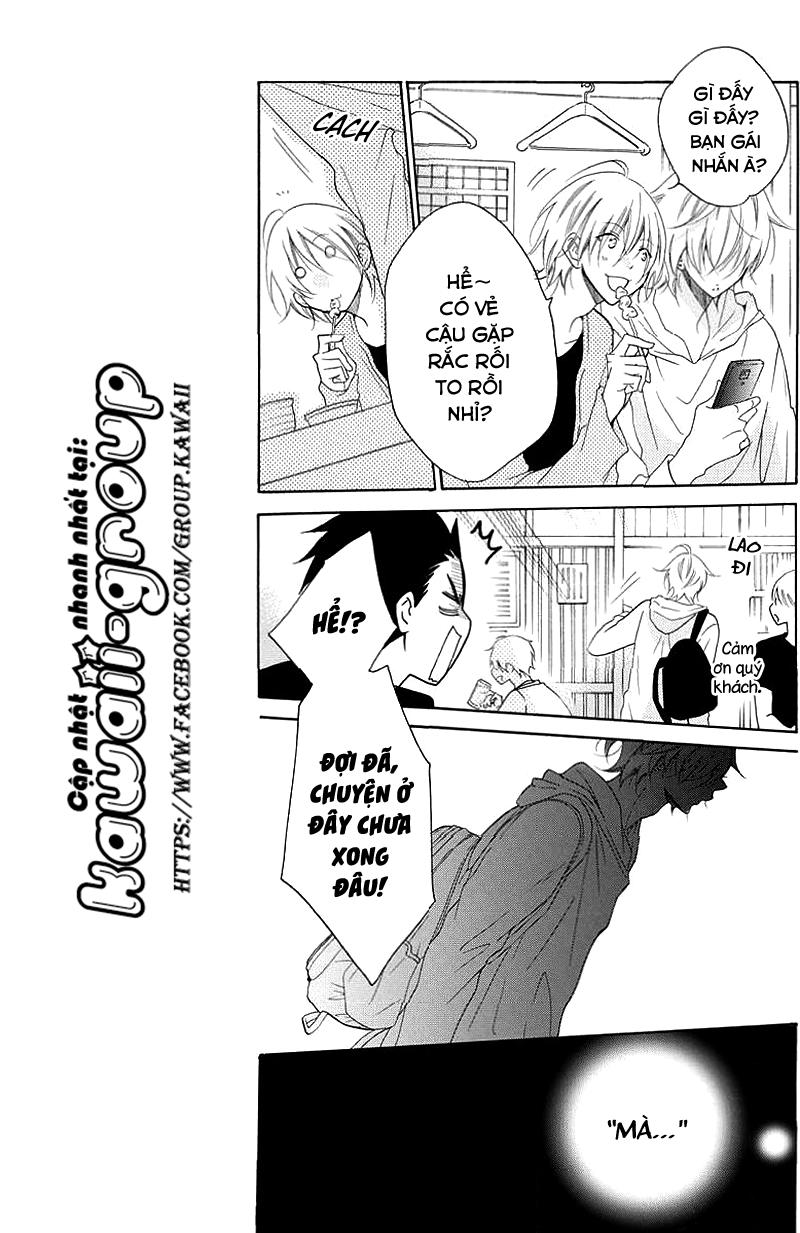 GÌ ĐẤY
GÌ ĐẤY?
BẠN GÁI
NHẮN À?
HỂ~
CÓ VẺ
CẬU GẶP
RẮC RỐI
TO RỒI
NHỈ?
CẠCH
LAO
ĐI
Cảm
ơn quý
khách.
HỂ!?
ĐỢI ĐÃ,
CHUYỆN Ở
ĐÂY CHƯA
XONG
ĐÂU!
"MÀ..."
Cập nhật nhanh nhất tại:
kawaii-group
HTTPS://WWW.FACEBOOK.COM/GROUP.KAWAII